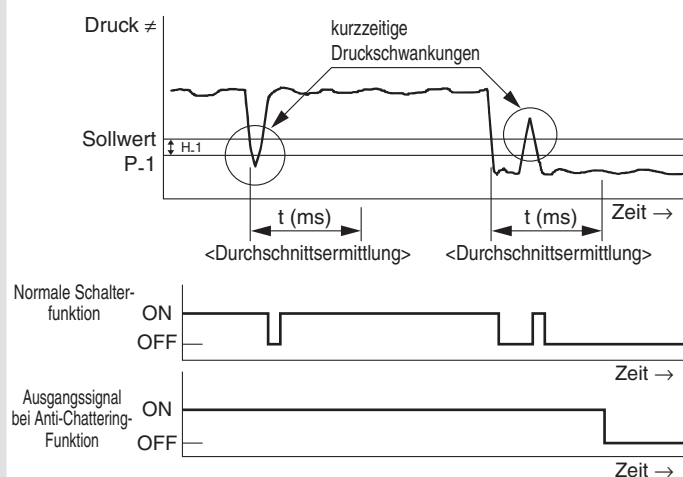 Druck ≠
kurzzeitige
Druckschwankungen
Sollwert
P-1
H-1
t (ms)
t (ms)
Zeit →
<Durchschnittsermittlung>
<Durchschnittsermittlung>
Normale Schalter-
funktion
ON
OFF
Zeit →
Ausgangssignal
bei Anti-Chattering-
Funktion
ON
OFF
Zeit →